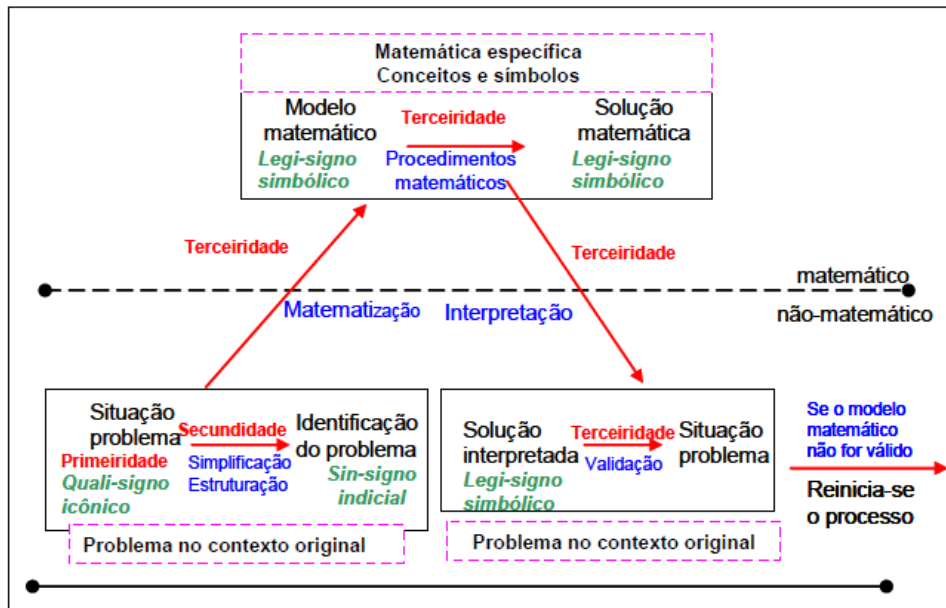 Matemática específica
Conceitos e símbolos
Modelo
matemático
Legi-signo
simbólico
Terceiridade
Procedimentos
matemáticos
Solução
matemática
Legi-signo
simbólico
Terceiridade
Terceiridade
matemático
Matematização
Interpretação
não-matemático
Situação
problema
Primeiridade
Quali-signo
icônico
Secundidade
Simplificação
Estruturação
Identificação
do problema
Sin-signo
indicial
Problema no contexto original
Solução
interpretada
Legi-signo
simbólico
Terceiridade
Validação
Situação
problema
Problema no contexto original
Se o modelo
matemático
não for válido
Reinicia-se
o processo